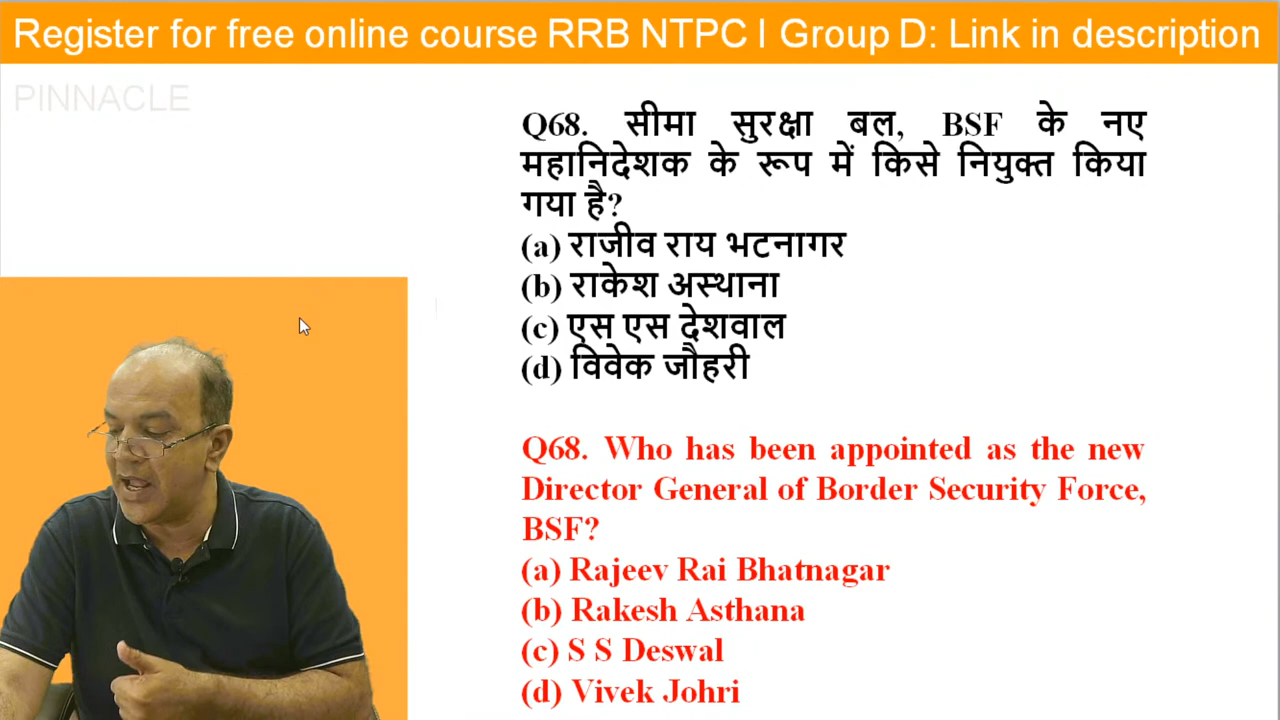 Register for free online course RRB NTPC I Group D: Link in description
PINNACLE
Q68. सीमा सुरक्षा बल, BSF के नए
महानिदेशक के रूप में किसे नियुक्त किया
गया है?
(a) राजीव राय भटनागर
(b) राकेश अस्थाना
(c) एस एस देशवाल
(d) विवेक जौहरी
Q68. Who has been appointed as the new
Director General of Border Security Force,
BSF?
(a) Rajeev Rai Bhatnagar
(b) Rakesh Asthana
(c) S S Deswal
(d) Vivek Johri